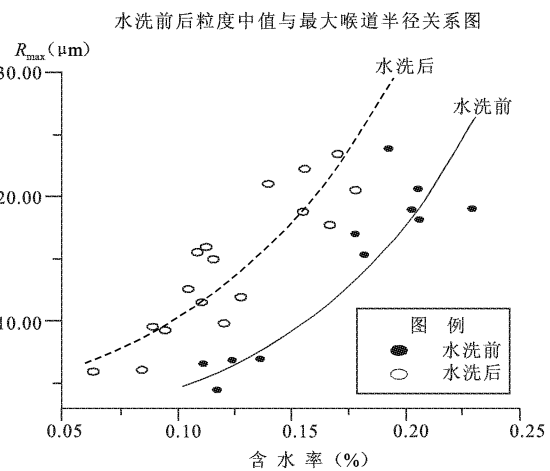 水洗前后粒度中值与最大喉道半径关系图
Rmax(μm)
30.00
水洗后
水洗前
20.00
10.00
图 例
水洗前
水洗后
0.05 0.10 0.15 0.20 0.25
含水率(%)